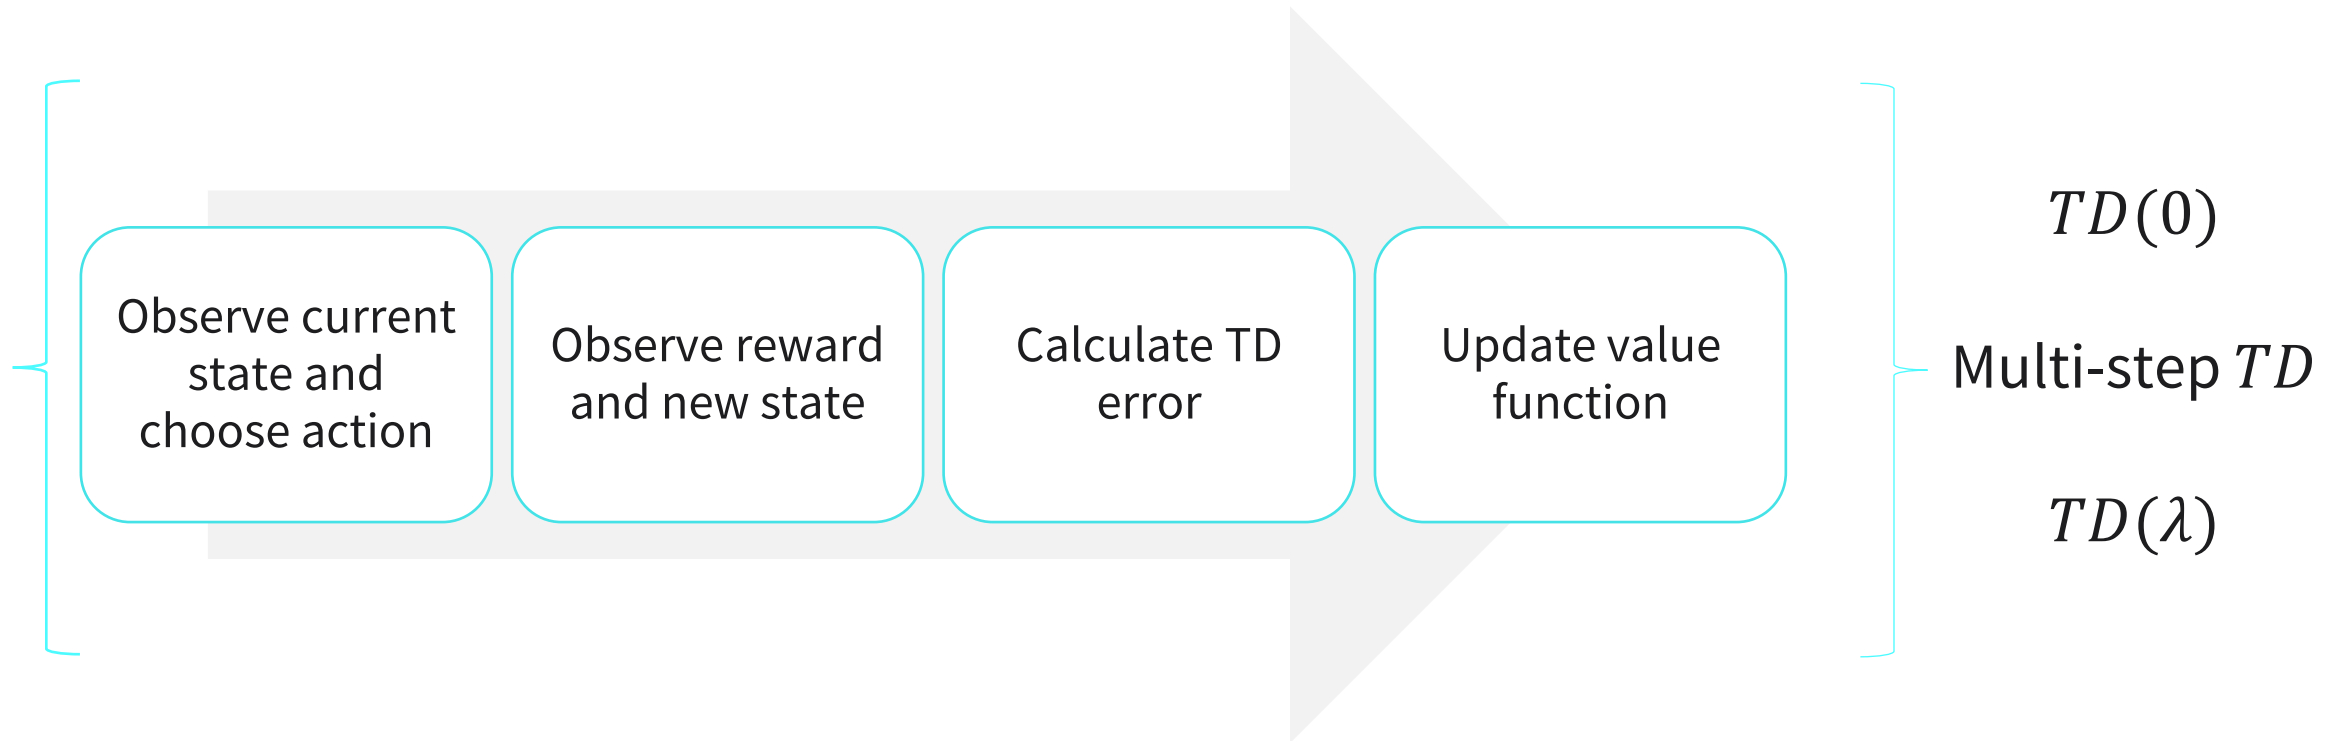 Observe current
state and
choose action
Observe reward
and new state
Calculate TD
error
Update value
function
TD(0)
Multi-step TD
TD(λ)